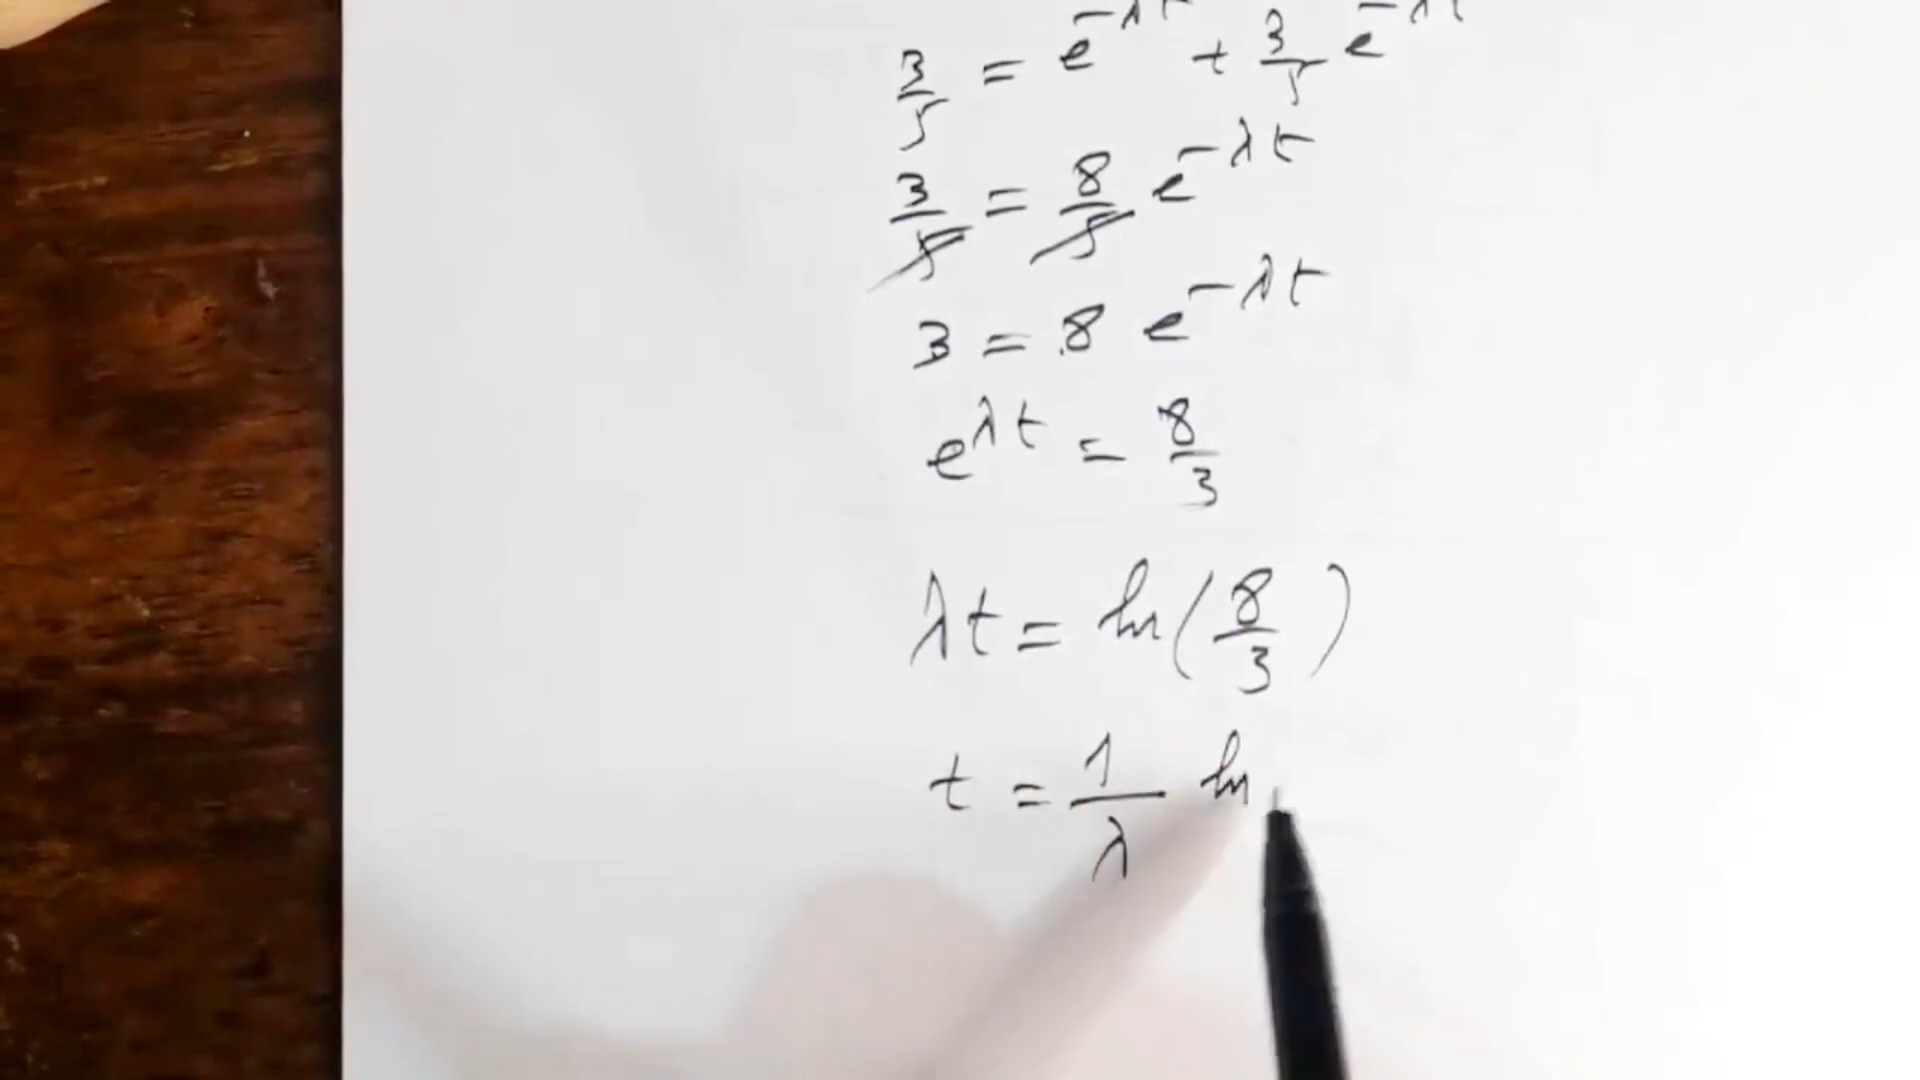 3/5 = e^-λt + 3/5 e^-λt
3/5 = 8/5 e^-λt
3 = 8 e^-λt
e^λt = 8/3
λt = ln(8/3)
t = 1/λ ln